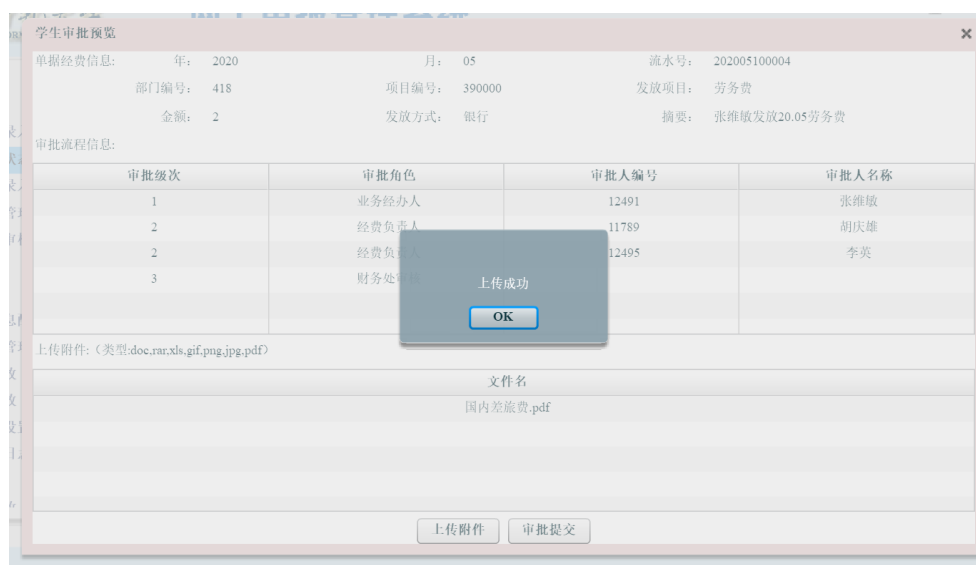 学生审批预览
单据经费信息: 年: 2020 月: 05 流水号: 202005100004
部门编号: 418 项目编号: 390000 发放项目: 劳务费
金额: 2 发放方式: 银行 摘要: 张维敏发放20.05劳务费
审批流程信息:
审批级次 审批角色 审批人编号 审批人名称
1 业务经办人 12491 张维敏
2 经费负责人 11789 胡庆雄
2 经费负 12495 李英
3 财务处
上传成功
OK
上传附件:（类型:doc,rar,xls,gif,png,jpg,pdf）
文件名
国内差旅费.pdf
上传附件 审批提交